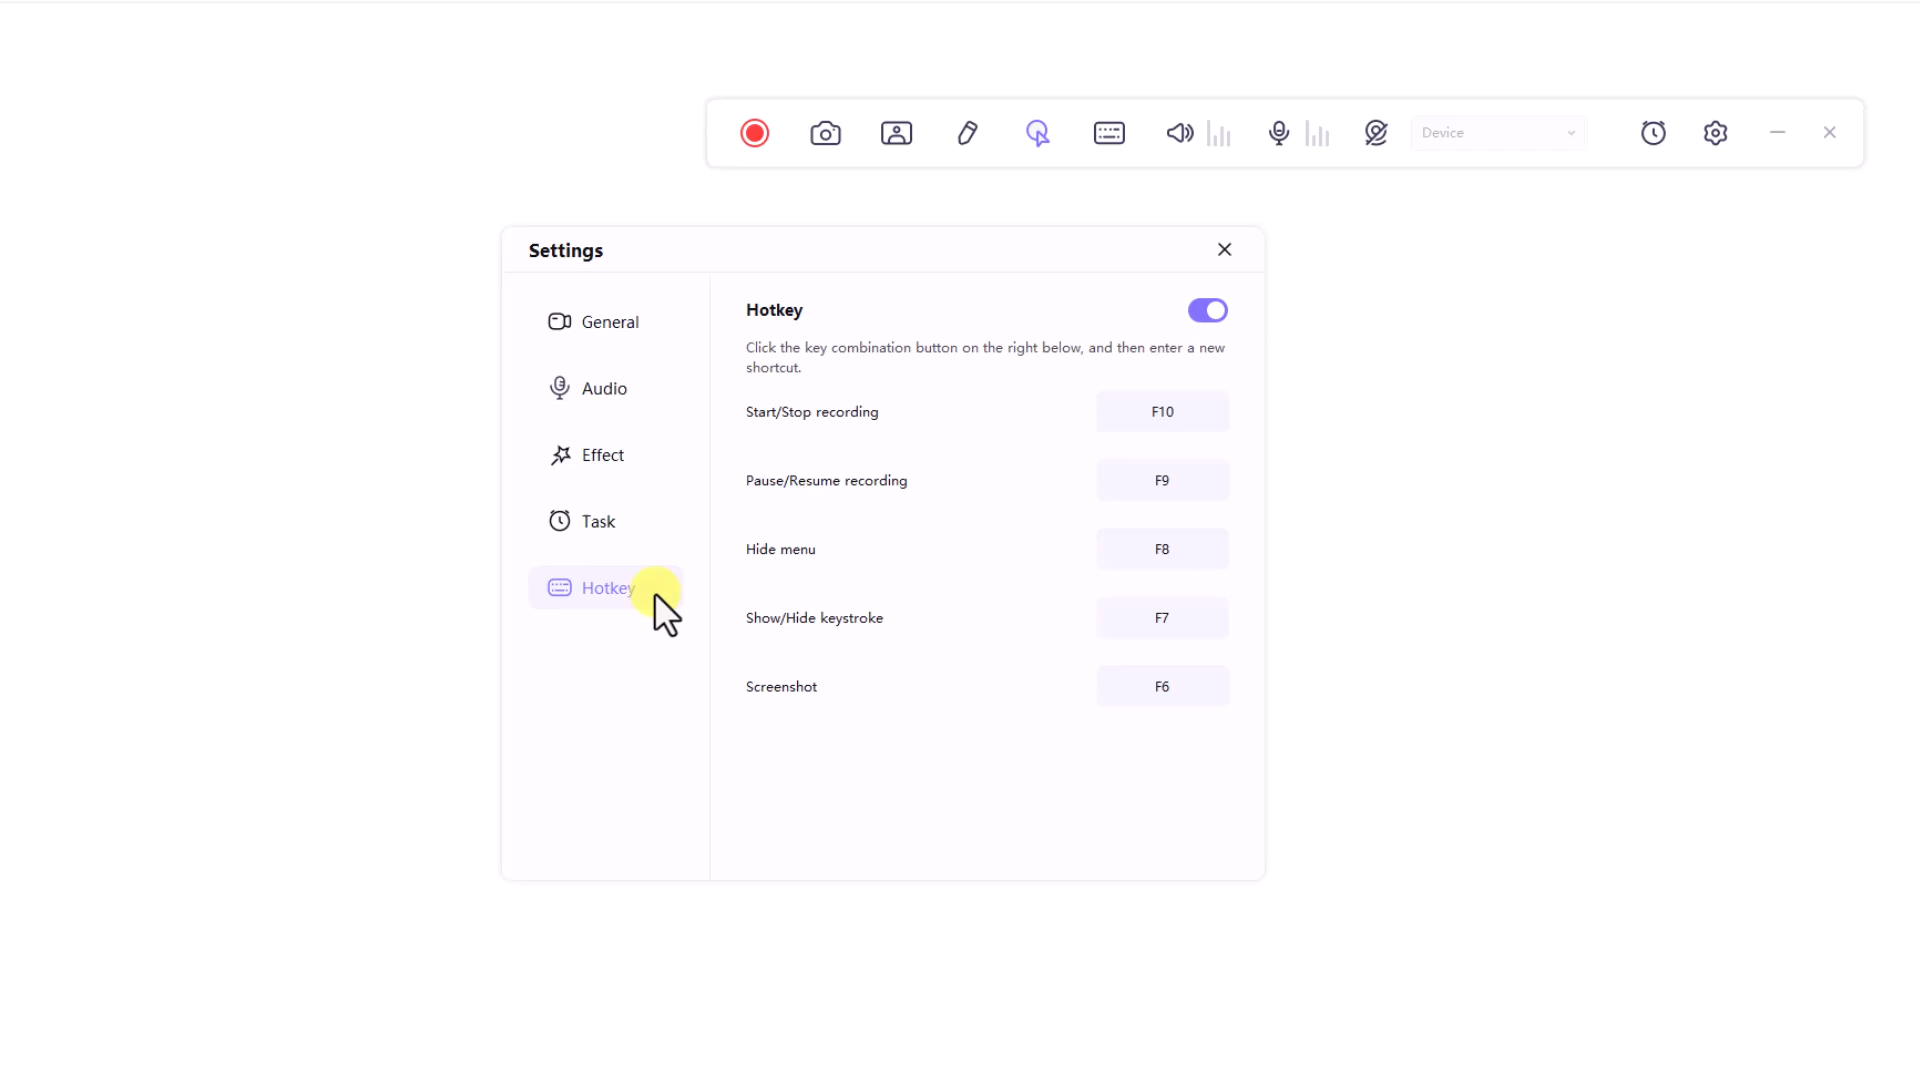 Device
Settings
General
Audio
Effect
Task
Hotkey
Hotkey
Click the key combination button on the right below, and then enter a new
shortcut.
Start/Stop recording F10
Pause/Resume recording F9
Hide menu F8
Show/Hide keystroke F7
Screenshot F6